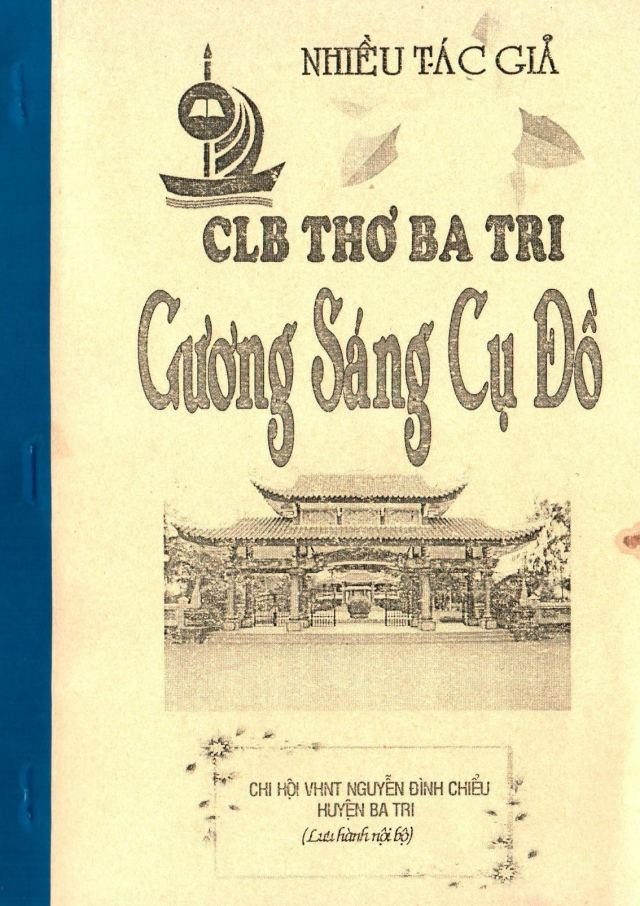 NHIỀU TÁC GIẢ
CLB THƠ BA TRI
Gương Sáng Cụ Đồ
CHI HỘI VHNT NGUYỄN ĐÌNH CHIỂU
HUYỆN BA TRI
(Lưu hành nội bộ)